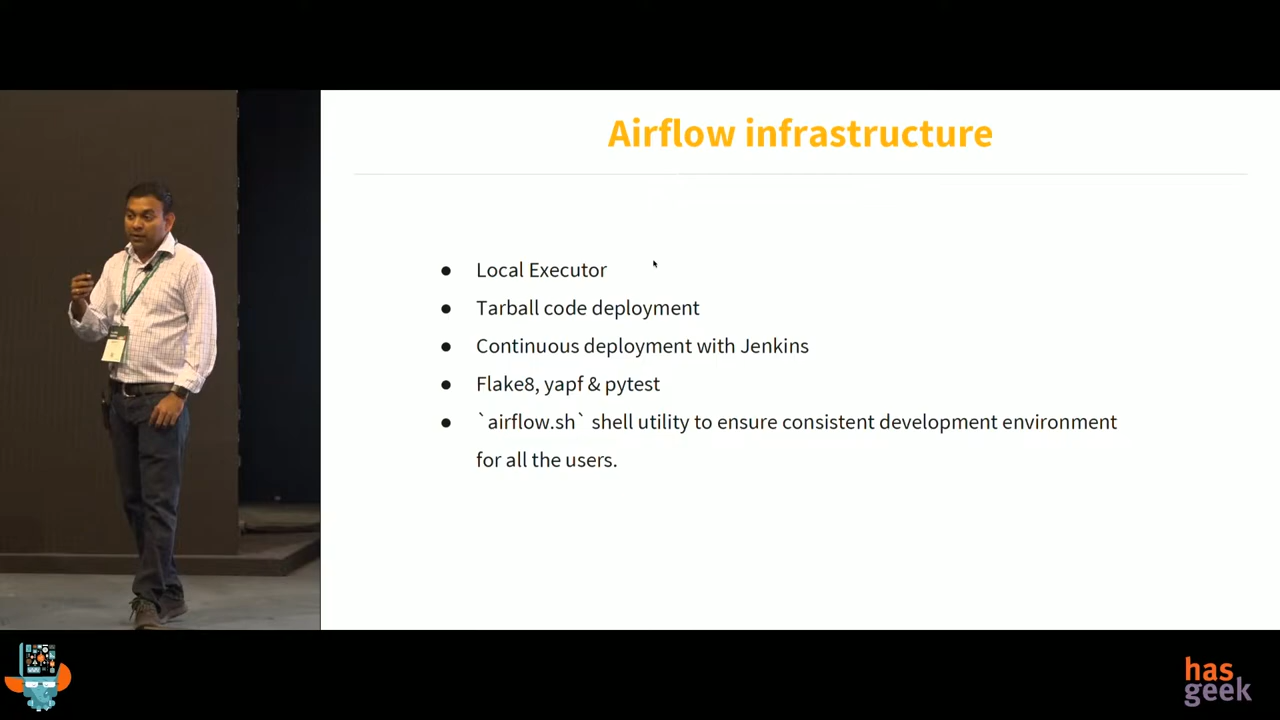 Airflow infrastructure
● Local Executor
● Tarball code deployment
● Continuous deployment with Jenkins
● Flake8, yapf & pytest
● `airflow.sh` shell utility to ensure consistent development environment
for all the users.
has
geek